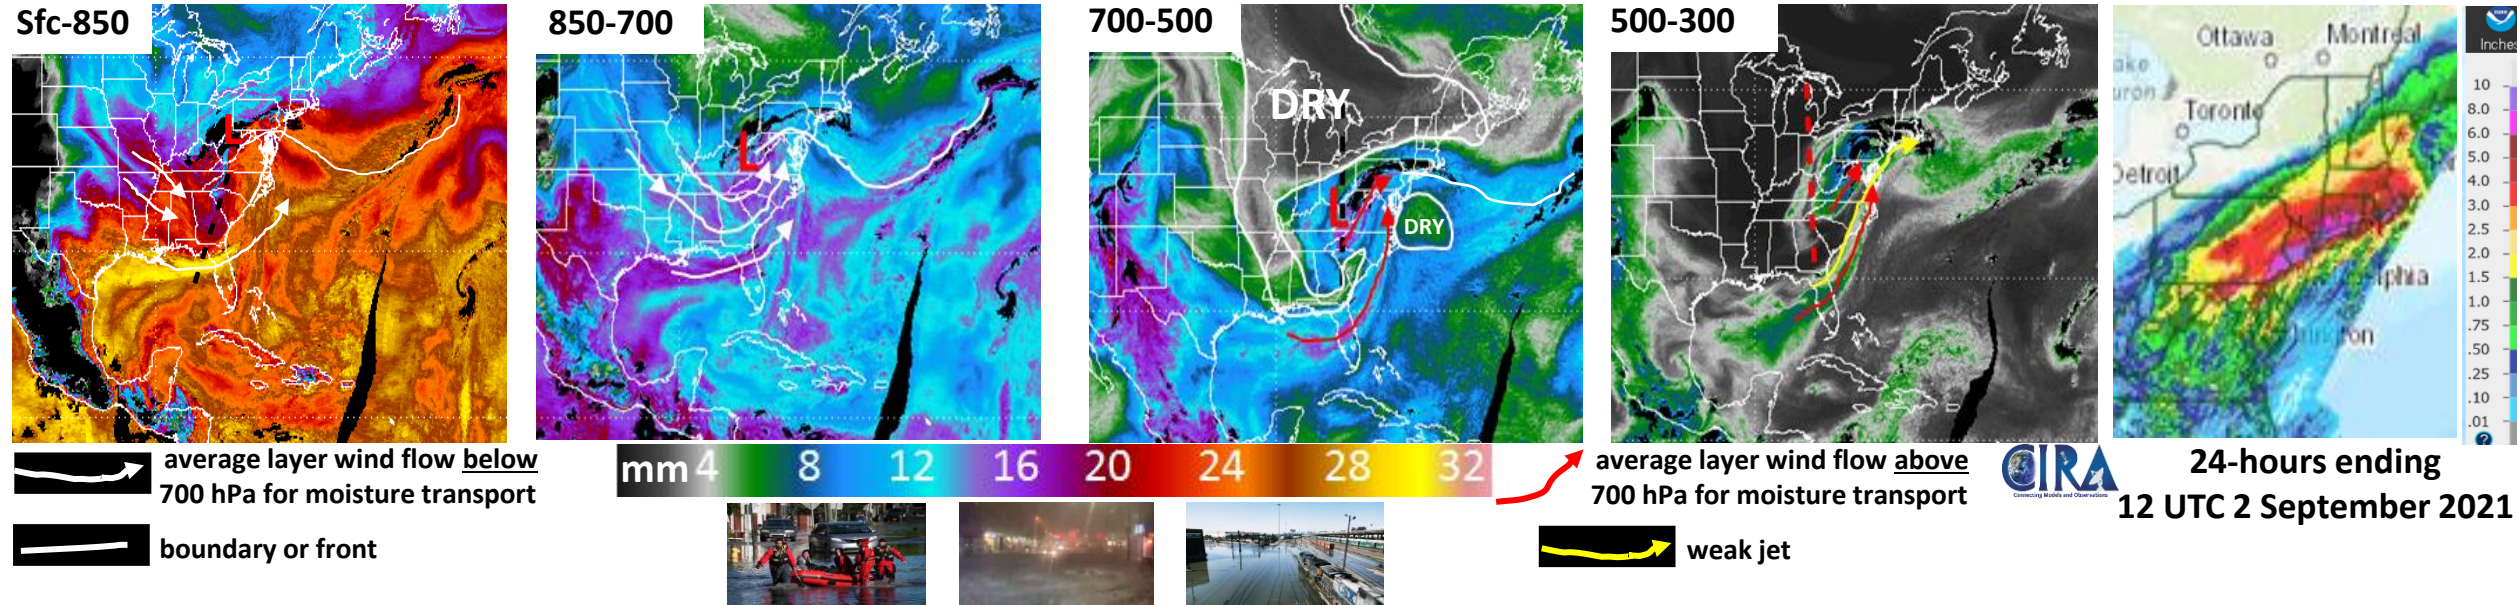 Sfc-850
850-700
700-500
500-300
L
L
DRY
L
DRY
Ottawa
Montreal
Toronto
Detroit
Inches
10
8.0
6.0
5.0
4.0
3.0
2.5
2.0
1.5
1.0
.75
.50
.25
.10
.01
?
mm 4 8 12 16 20 24 28 32
average layer wind flow below
700 hPa for moisture transport
boundary or front
average layer wind flow above
700 hPa for moisture transport
weak jet
CIRA
Connecting Models and Observations
24-hours ending
12 UTC 2 September 2021